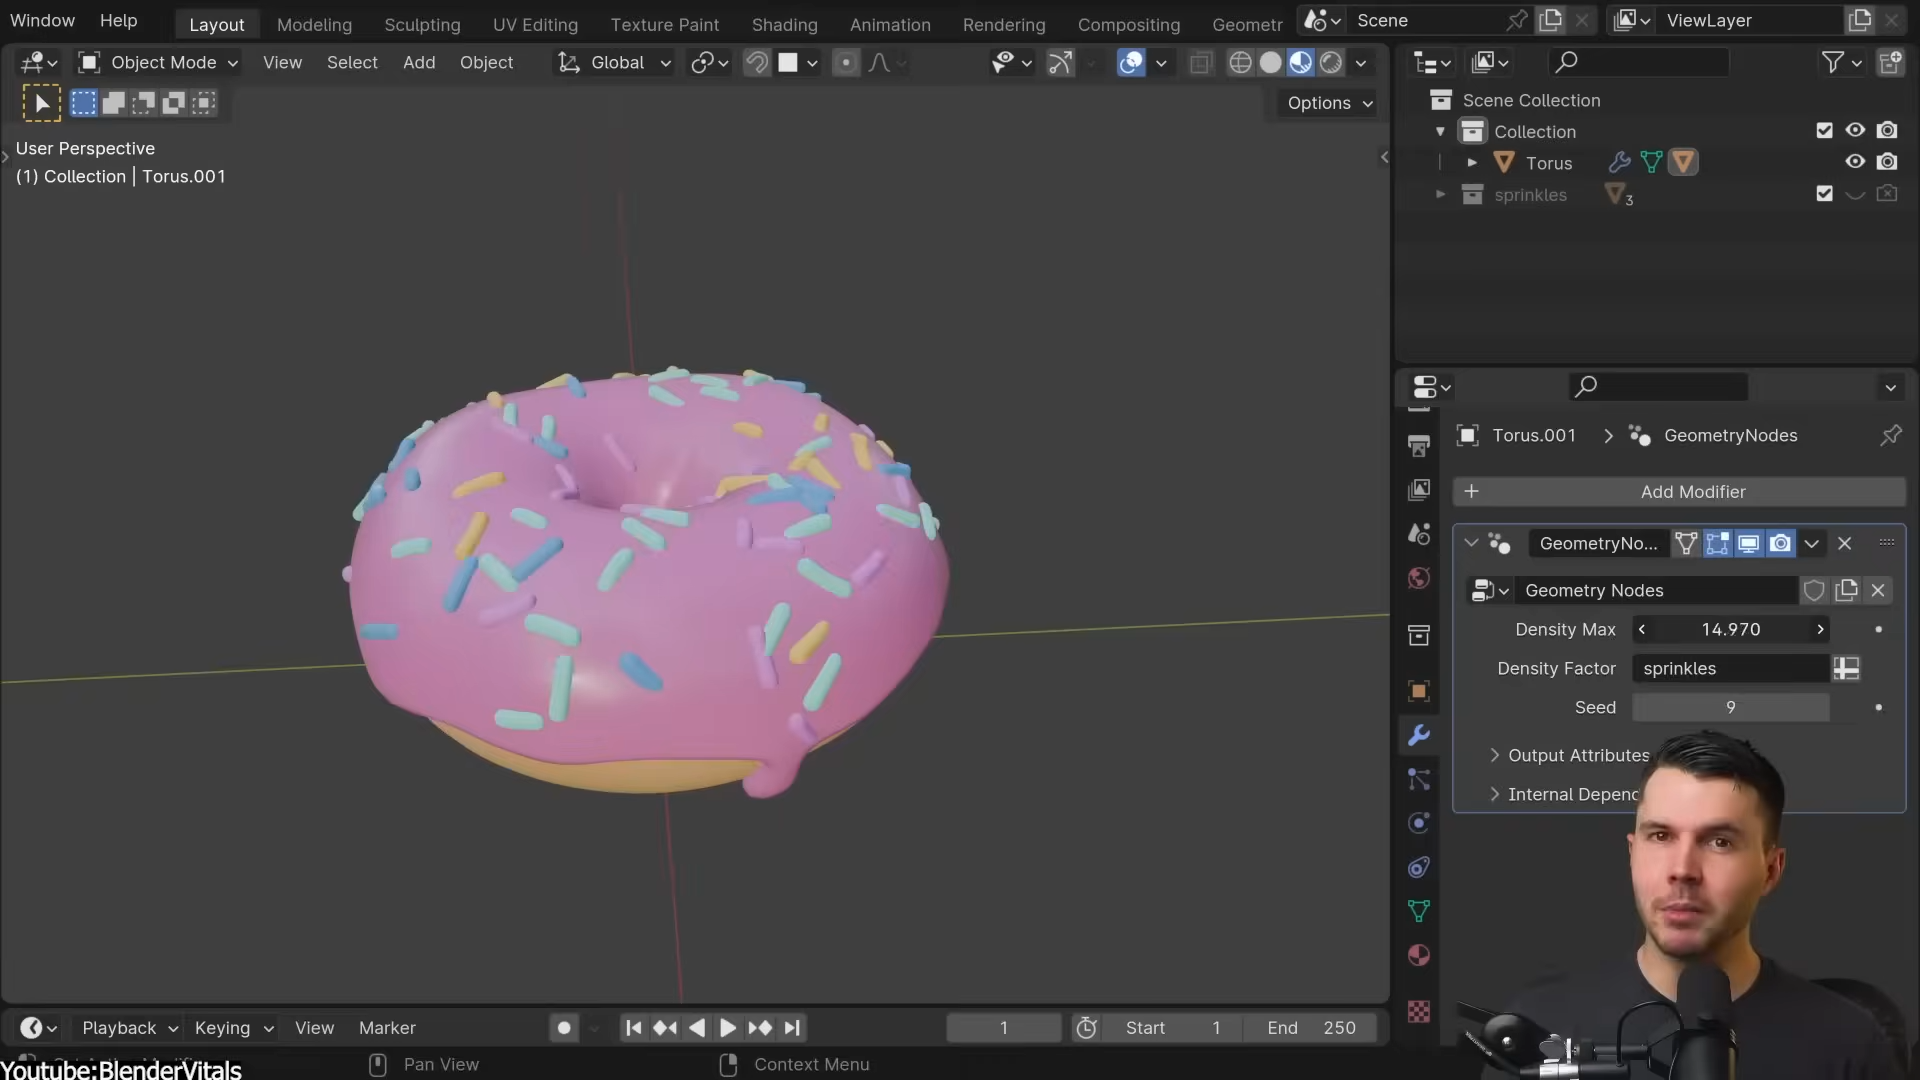 Window Help Layout Modeling Sculpting UV Editing Texture Paint Shading Animation Rendering Compositing Geometr Scene ViewLayer
Object Mode View Select Add Object Global
Options
User Perspective
(1) Collection | Torus.001
Scene Collection
Collection
Torus
sprinkles 3
Torus.001 > GeometryNodes
+ Add Modifier
GeometryNo...
Geometry Nodes
Density Max 14.970
Density Factor sprinkles
Seed 9
Output Attributes
Internal Depenc
Playback Keying View Marker 1 Start 1 End 250
Pan View Context Menu
Youtube:BlenderVitals